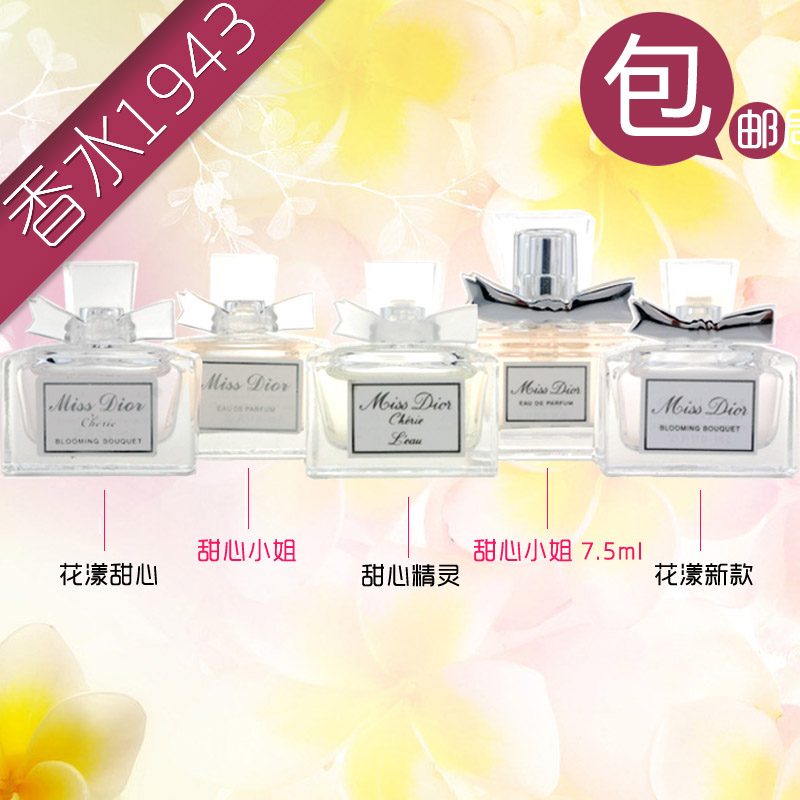 香水1943
包
邮
Miss Dior
Chérie
BLOOMING BOUQUET
Miss Dior
EAU DE PARFUM
Miss Dior
Chérie
L'eau
Miss Dior
EAU DE PARFUM
Miss Dior
BLOOMING BOUQUET
花漾甜心
甜心小姐
甜心精灵
甜心小姐 7.5ml
花漾新款